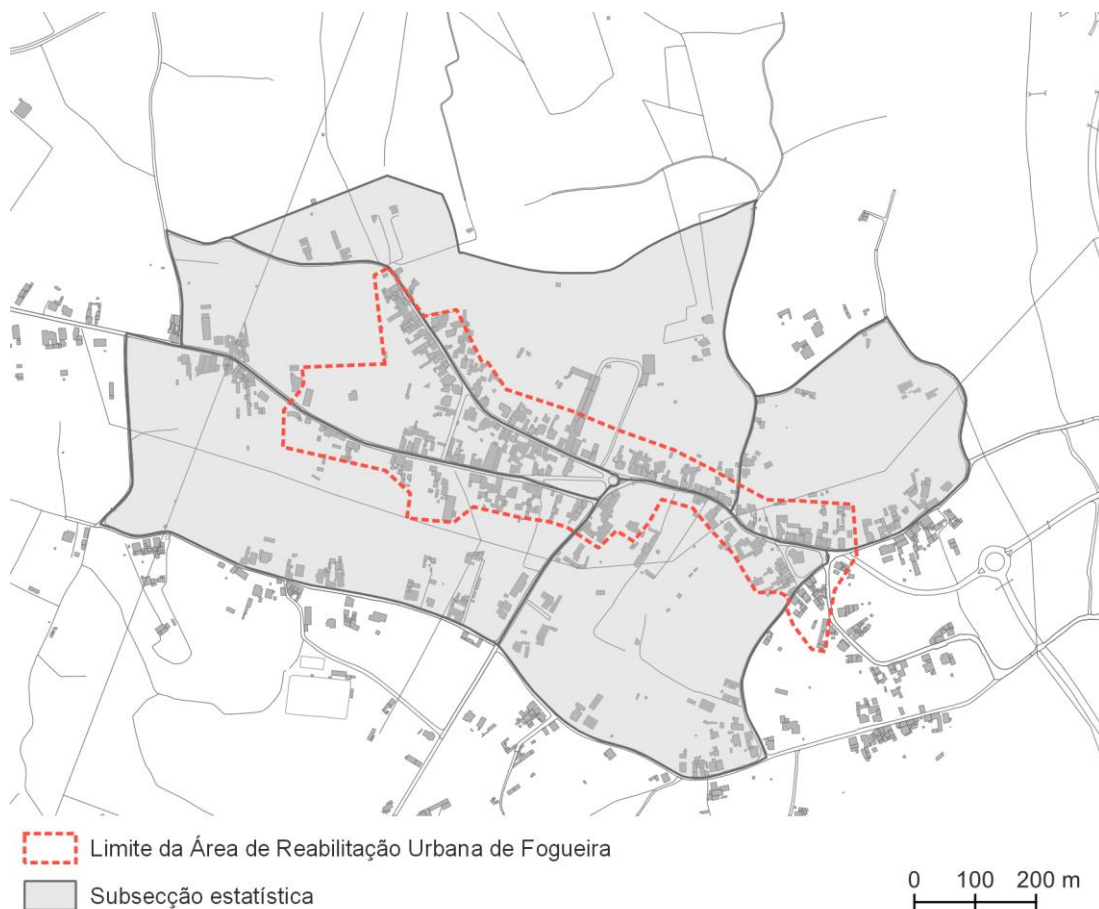 Limite da Área de Reabilitação Urbana de Fogueira
Subsecção estatística
0 100 200 m